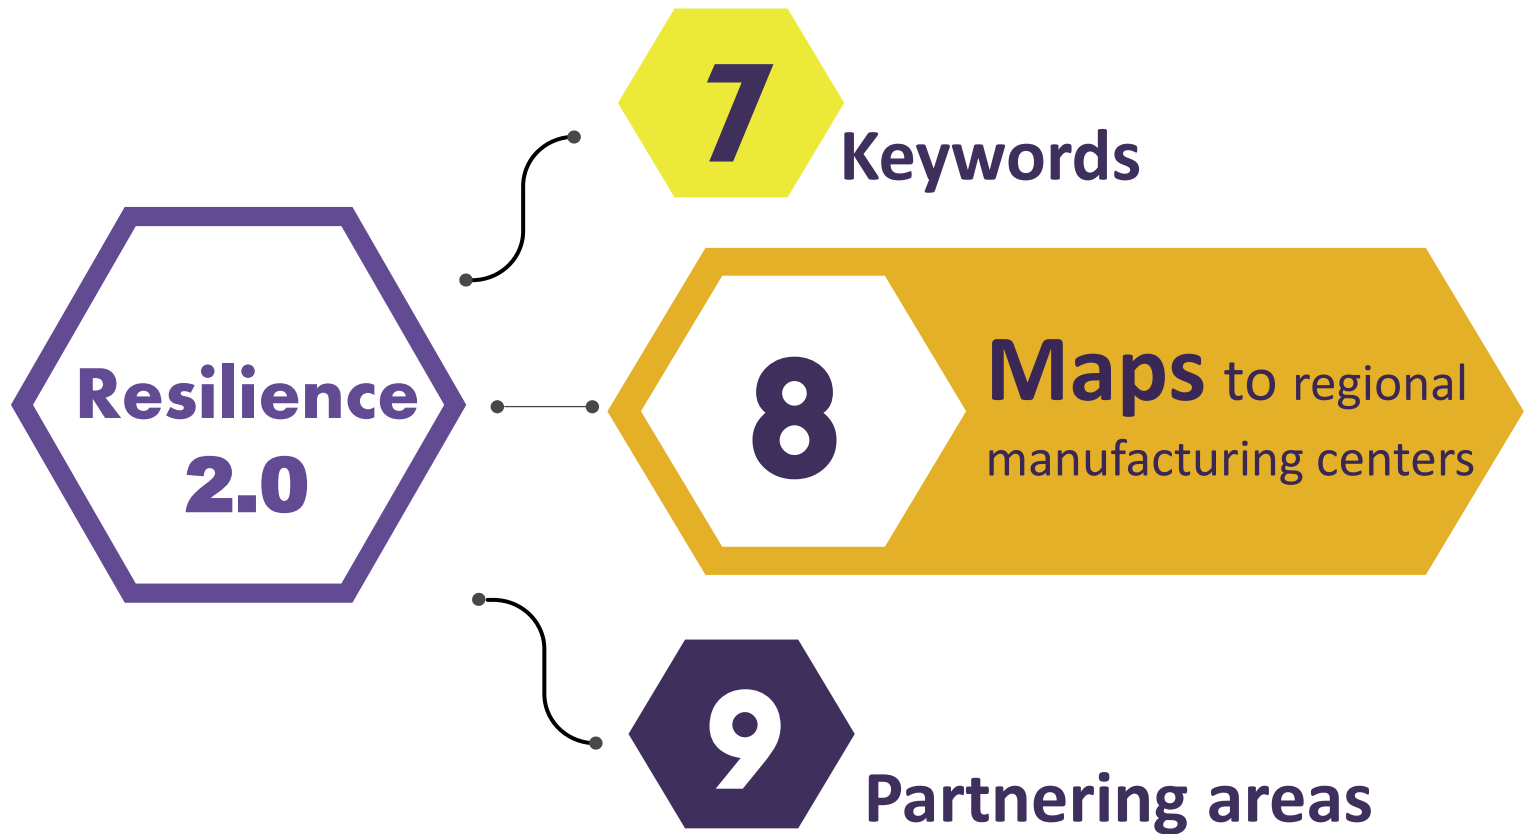 7
Keywords
Resilience
2.0
8
Maps to regional
manufacturing centers
9
Partnering areas